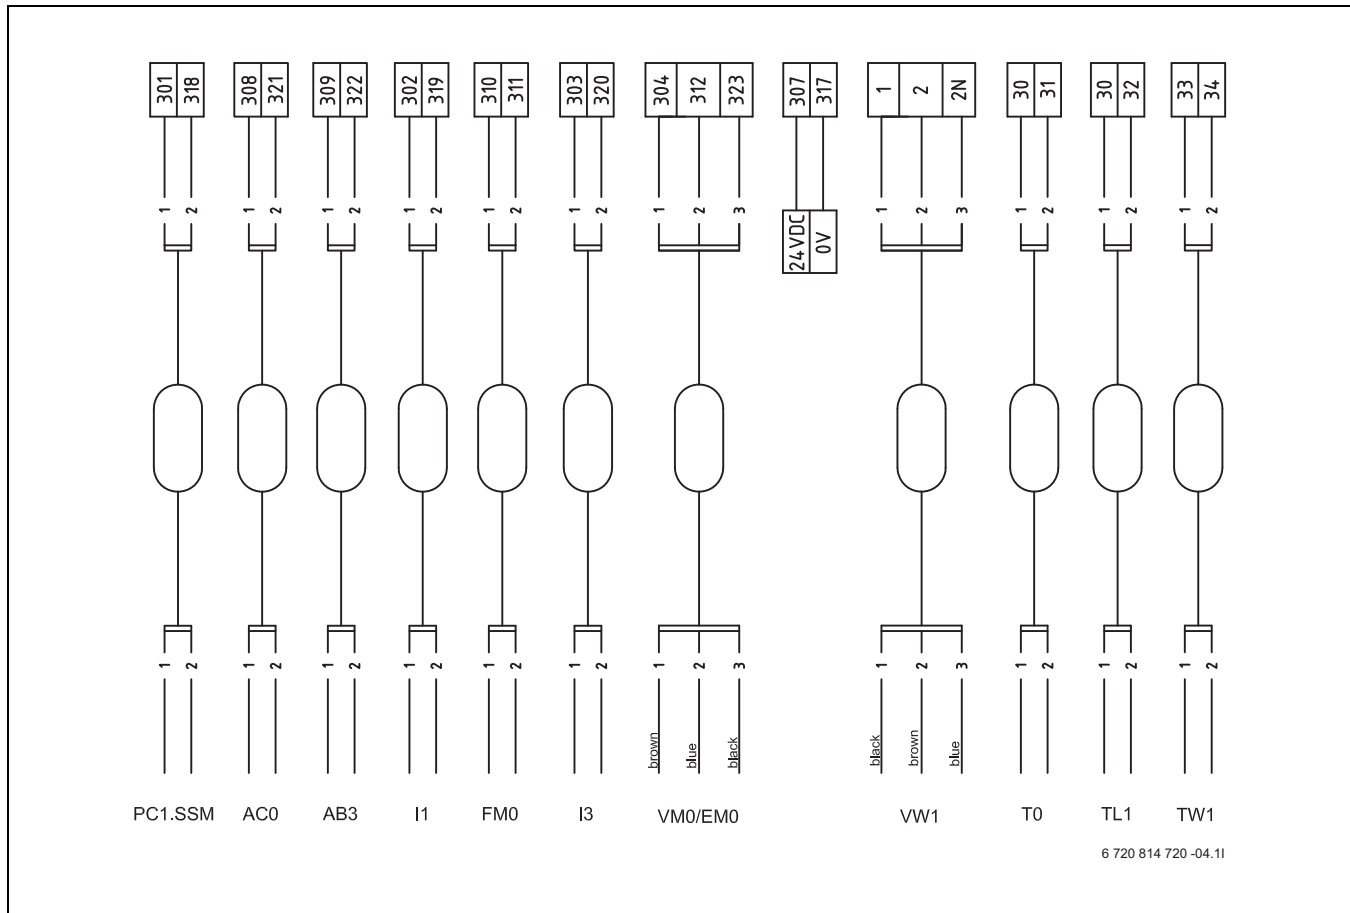 301 318 308 321 309 322 302 319 310 311 303 320 304 312 323 307 317 1 2 2N 30 31 30 32 33 34
1 2 1 2 1 2 1 2 1 2 1 2 1 2 3 24VDC 0V 1 2 3 1 2 1 2 1 2
1 2 1 2 1 2 1 2 1 2 1 2 1 2 3 1 2 3 1 2 1 2 1 2
brown blue black black brown blue
PC1.SSM AC0 AB3 I1 FM0 I3 VM0/EM0 VW1 T0 TL1 TW1
6 720 814 720 -04.1I